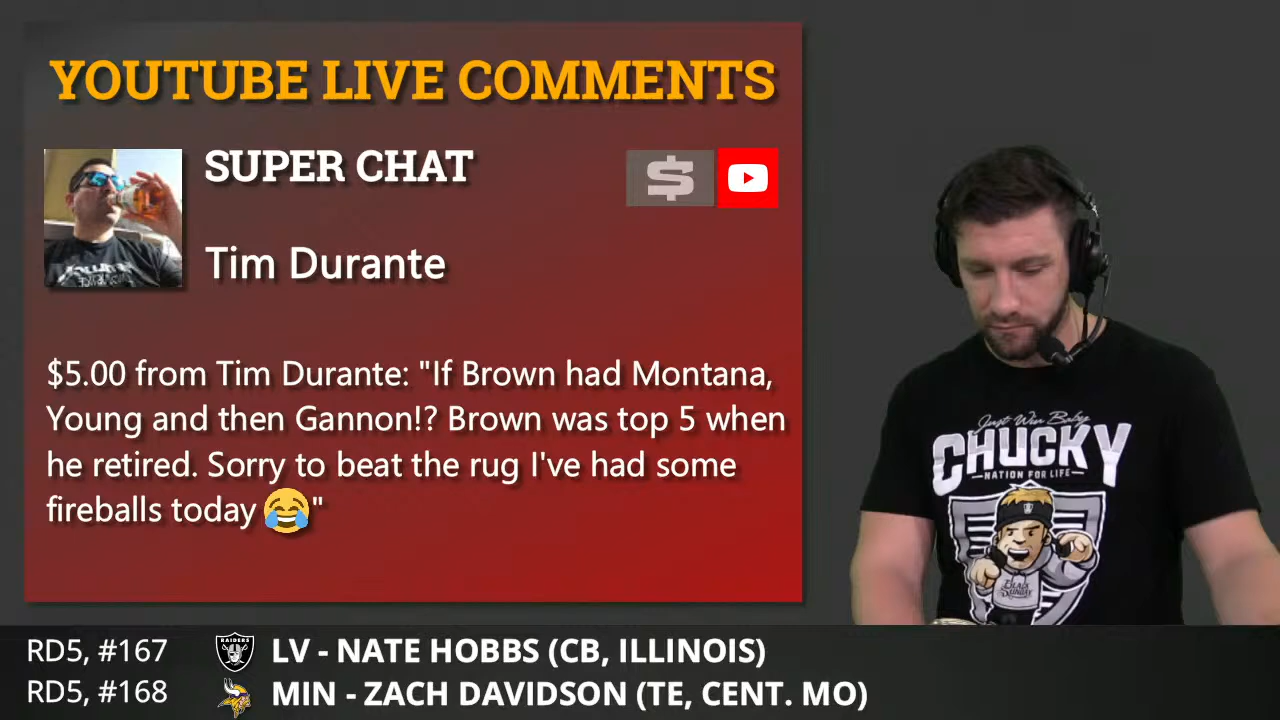 YOUTUBE LIVE COMMENTS
SUPER CHAT
$
Tim Durante
$5.00 from Tim Durante: "If Brown had Montana,
Young and then Gannon!? Brown was top 5 when
he retired. Sorry to beat the rug I've had some
fireballs today 😂"
Just Win Baby
CHUCKY
NATION FOR LIFE
RAIDERS
RD5, #167 LV - NATE HOBBS (CB, ILLINOIS)
RD5, #168 MIN - ZACH DAVIDSON (TE, CENT. MO)